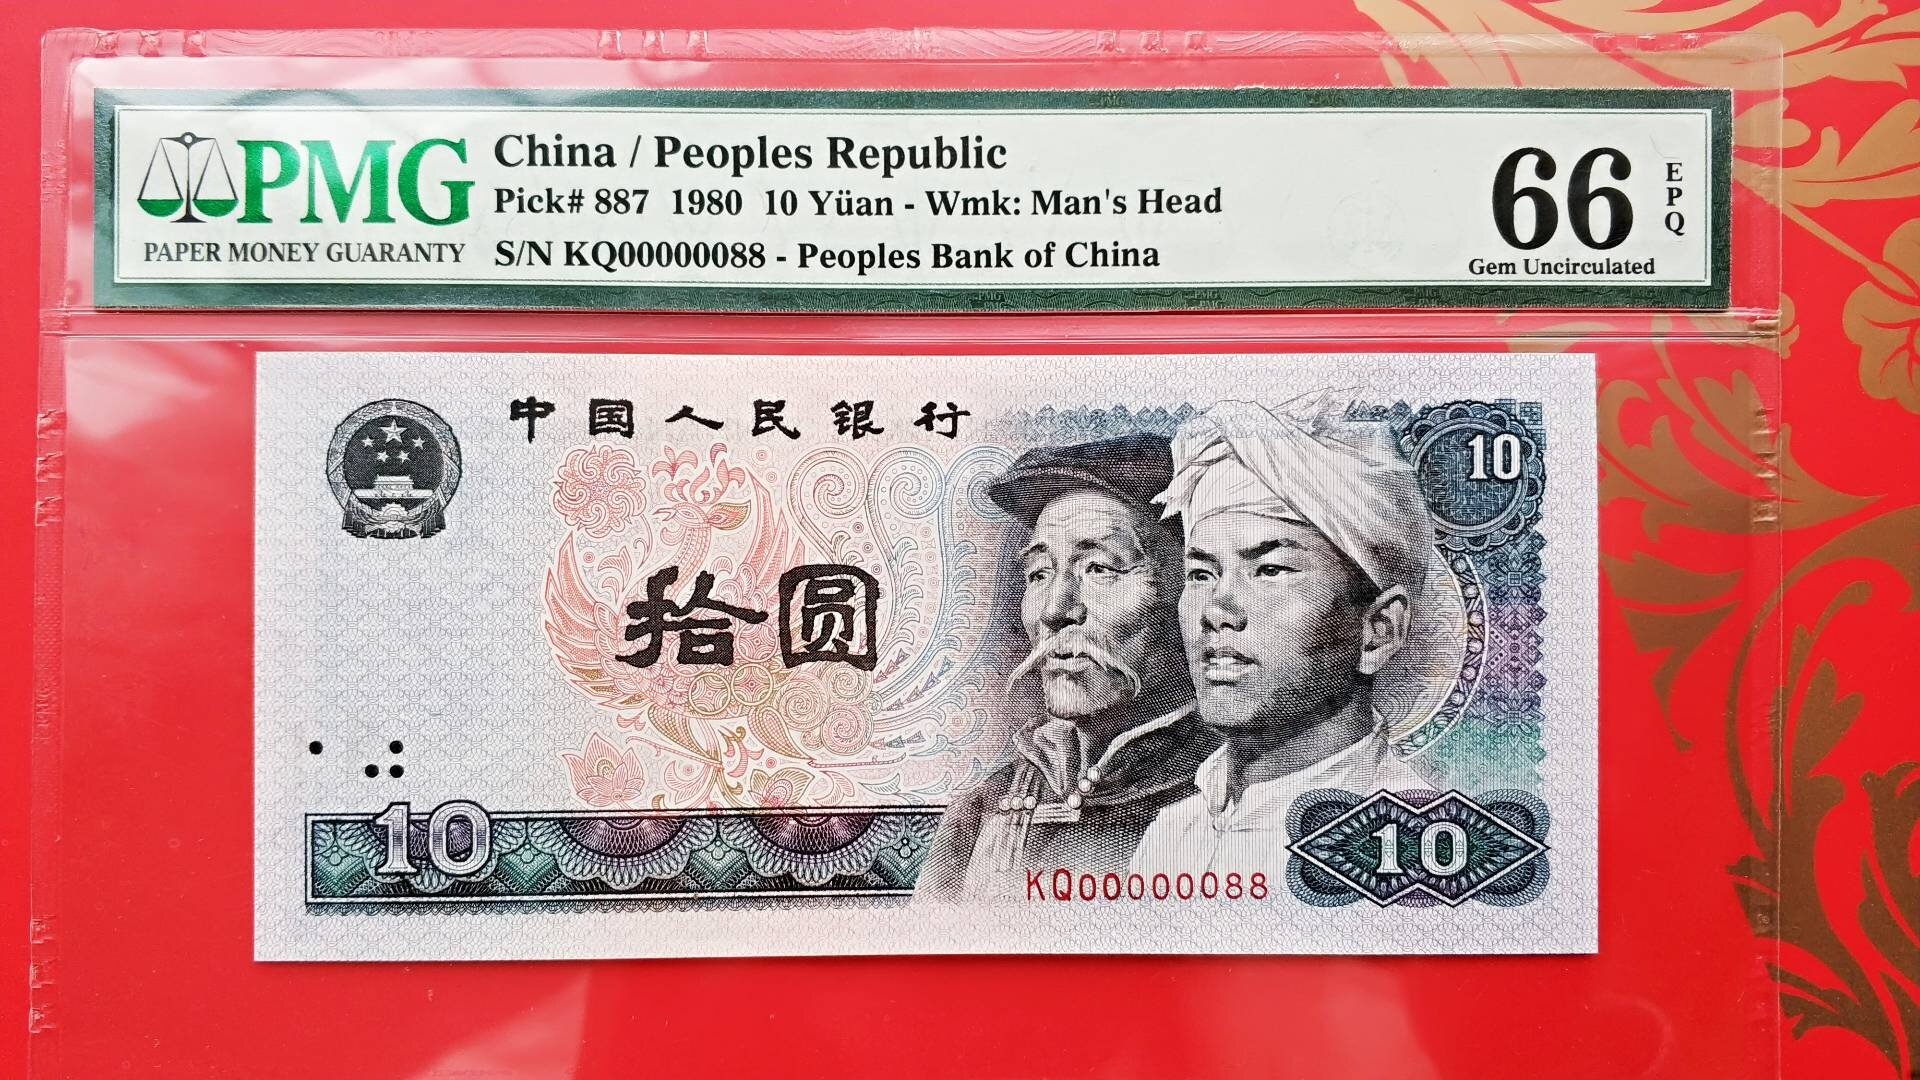 PMG
PAPER MONEY GUARANTY
China / Peoples Republic
Pick# 887 1980 10 Yüan - Wmk: Man's Head
S/N KQ00000088 - Peoples Bank of China
66
EPQ
Gem Uncirculated
中国人民银行
10
拾圆
10
KQ00000088
10